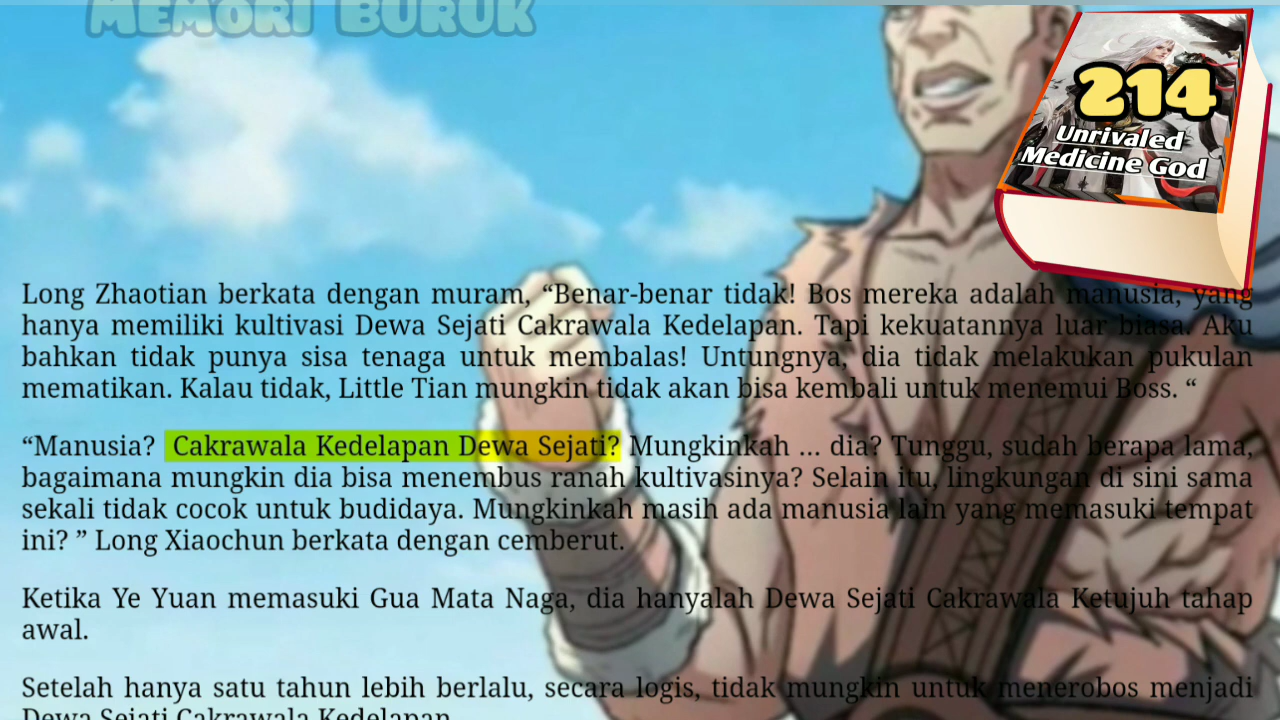 MEMORI BURUK
214
Unrivaled
Medicine God
Long Zhaotian berkata dengan muram, “Benar-benar tidak! Bos mereka adalah manusia, yang
hanya memiliki kultivasi Dewa Sejati Cakrawala Kedelapan. Tapi kekuatannya luar biasa. Aku
bahkan tidak punya sisa tenaga untuk membalas! Untungnya, dia tidak melakukan pukulan
mematikan. Kalau tidak, Little Tian mungkin tidak akan bisa kembali untuk menemui Boss. “
“Manusia? Cakrawala Kedelapan Dewa Sejati? Mungkinkah ... dia? Tunggu, sudah berapa lama,
bagaimana mungkin dia bisa menembus ranah kultivasinya? Selain itu, lingkungan di sini sama
sekali tidak cocok untuk budidaya. Mungkinkah masih ada manusia lain yang memasuki tempat
ini? ” Long Xiaochun berkata dengan cemberut.
Ketika Ye Yuan memasuki Gua Mata Naga, dia hanyalah Dewa Sejati Cakrawala Ketujuh tahap
awal.
Setelah hanya satu tahun lebih berlalu, secara logis, tidak mungkin untuk menerobos menjadi
Dewa Sejati Cakrawala Kedelapan